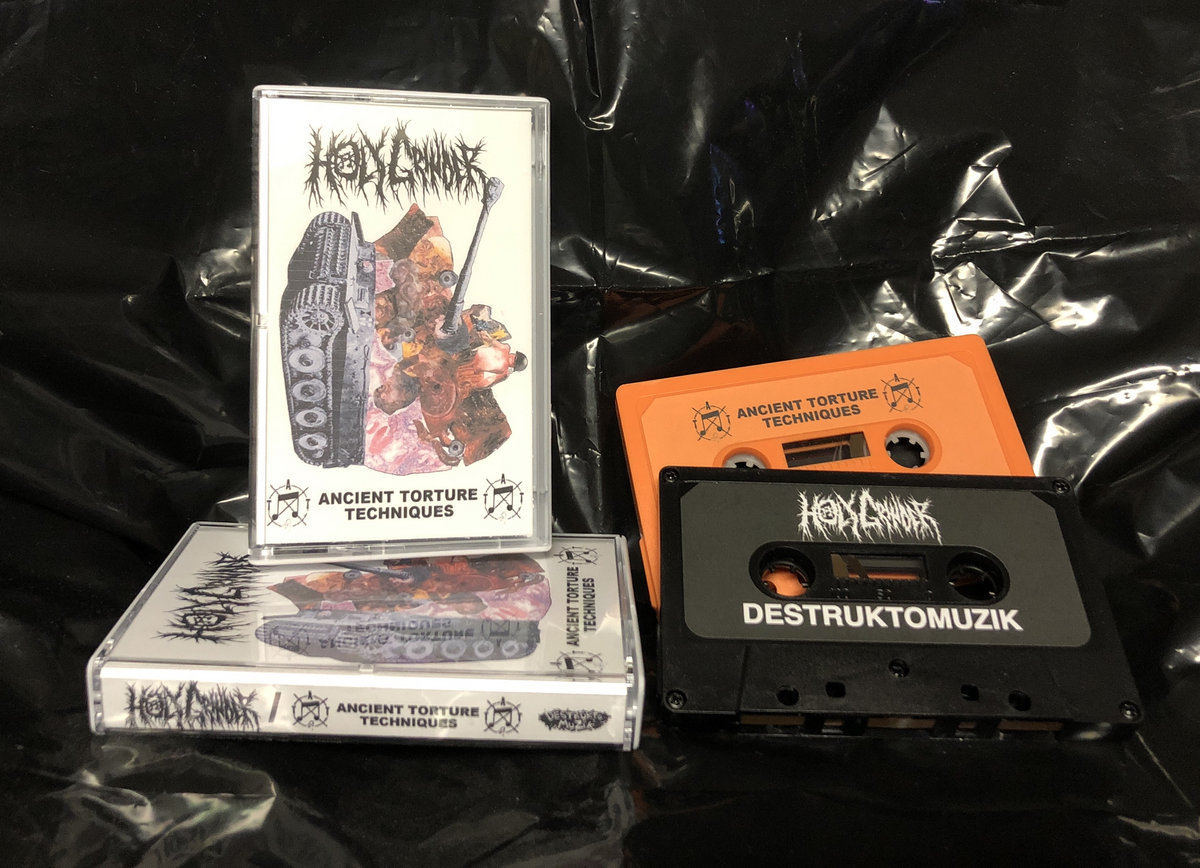 HOLY GRINDER
ANCIENT TORTURE
TECHNIQUES
HOLY GRINDER
ANCIENT TORTURE
TECHNIQUES
HOLY GRINDER / ANCIENT TORTURE
TECHNIQUES
ANCIENT TORTURE
TECHNIQUES
HOLY GRINDER
DESTRUKTOMUZIK